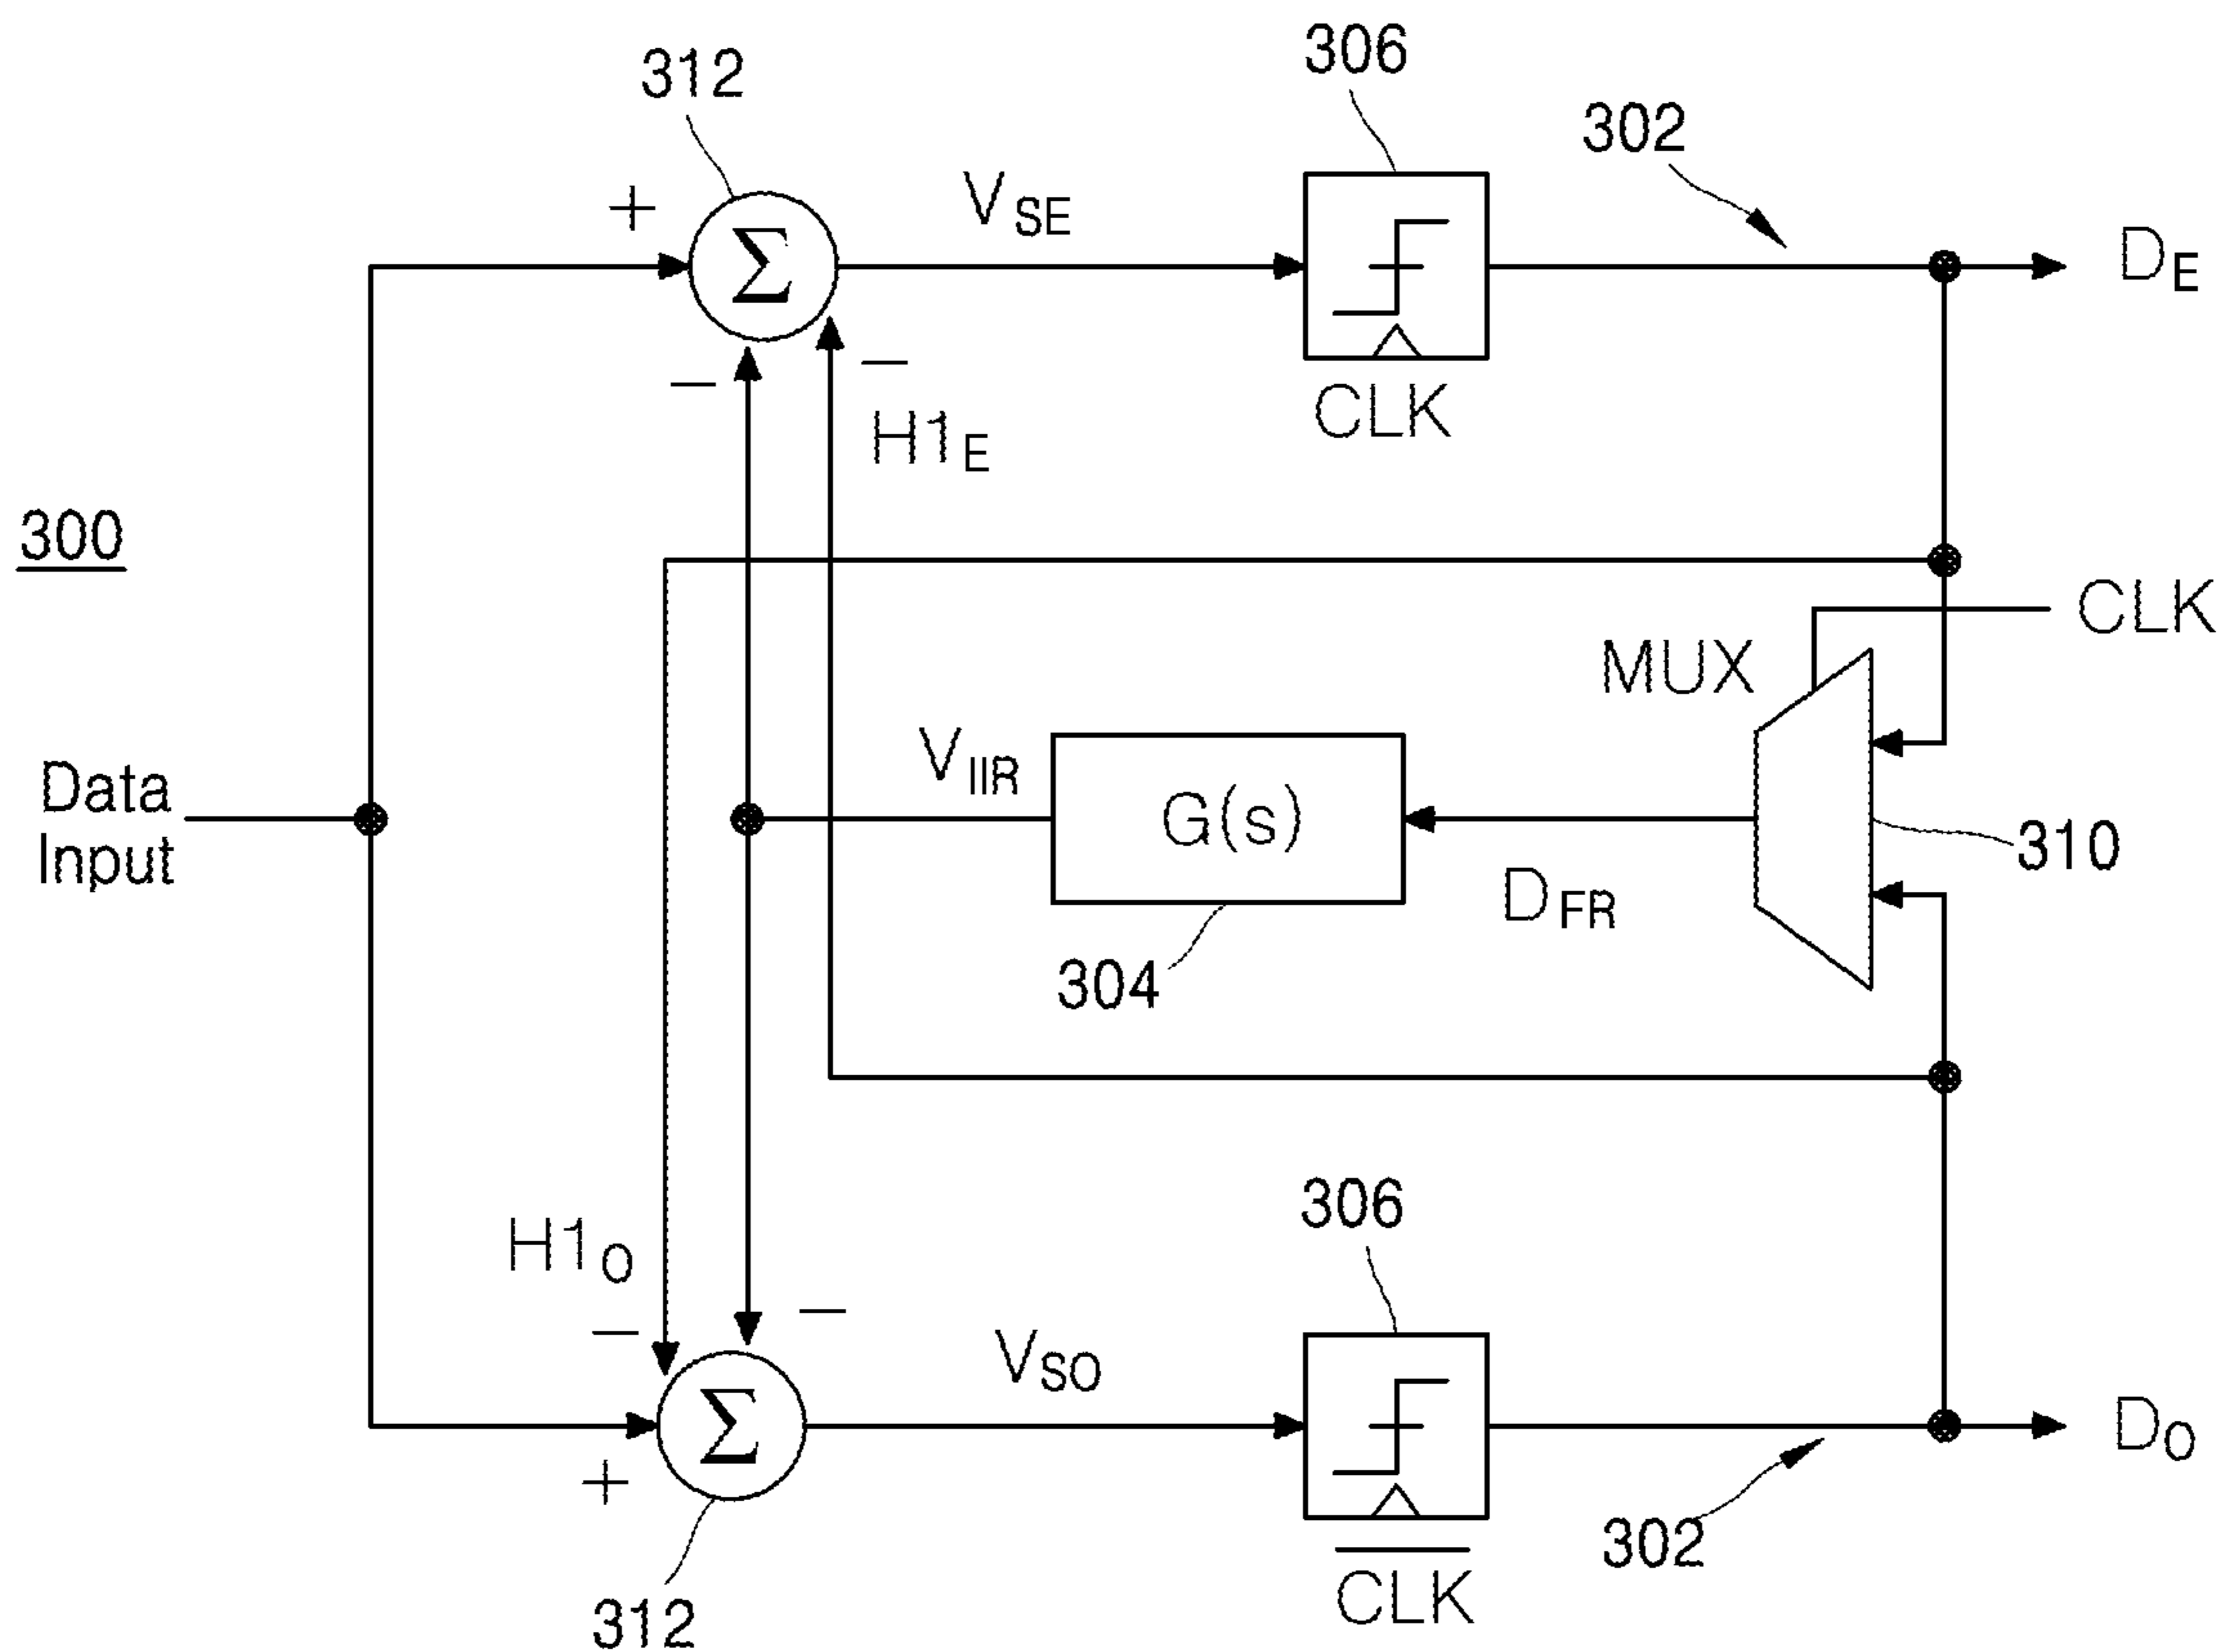 306
312
302
+
V_SE
Σ
D_E
−
−
CLK
H1_E
300
CLK
MUX
V_IIR
Data
Input
G(s)
310
D_FR
304
306
H1_O
−
−
V_SO
Σ
D_O
+
302
CLK̅
312